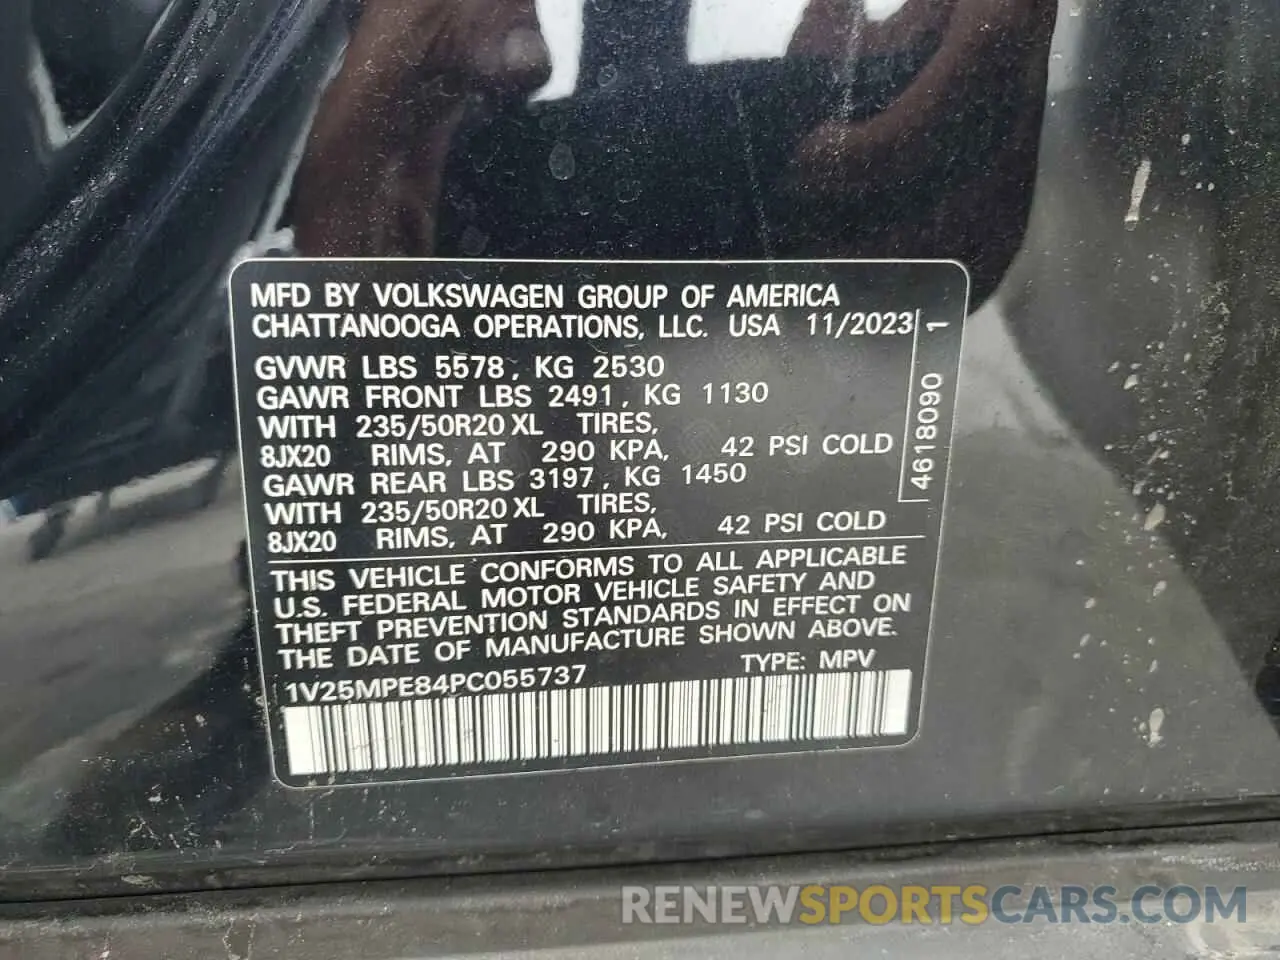 MFD BY VOLKSWAGEN GROUP OF AMERICA
CHATTANOOGA OPERATIONS, LLC. USA 11/2023
GVWR LBS 5578, KG 2530
GAWR FRONT LBS 2491, KG 1130
WITH 235/50R20 XL TIRES,
8JX20 RIMS, AT 290 KPA, 42 PSI COLD
GAWR REAR LBS 3197, KG 1450
WITH 235/50R20 XL TIRES,
8JX20 RIMS, AT 290 KPA, 42 PSI COLD
4618090 1
THIS VEHICLE CONFORMS TO ALL APPLICABLE
U.S. FEDERAL MOTOR VEHICLE SAFETY AND
THEFT PREVENTION STANDARDS IN EFFECT ON
THE DATE OF MANUFACTURE SHOWN ABOVE.
1V25MPE84PC055737 TYPE: MPV
RENEWSPORTSCARS.COM